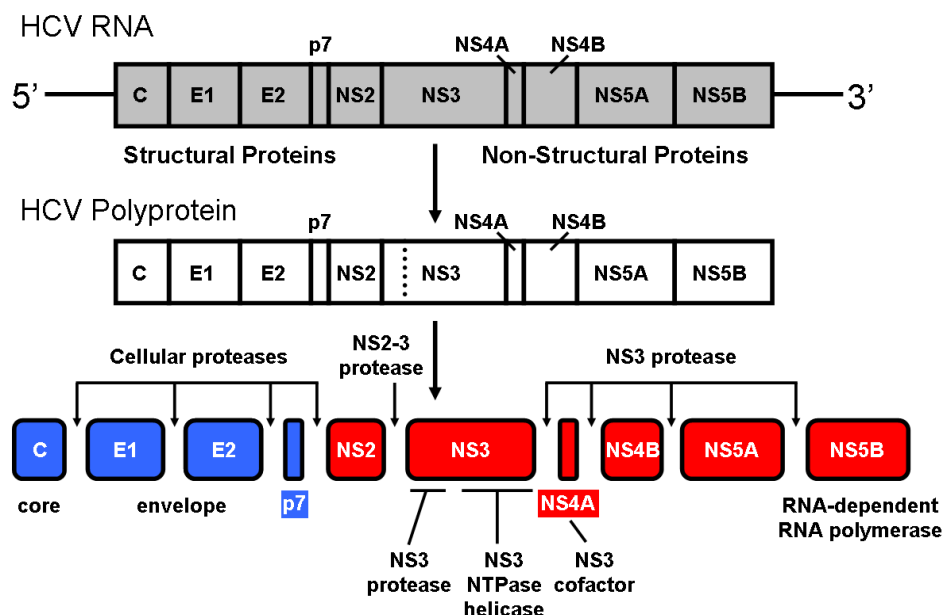 HCV RNA
p7
NS4A
NS4B
5’
C
E1
E2
NS2
NS3
NS5A
NS5B
3’
Structural Proteins
Non-Structural Proteins
HCV Polyprotein
p7
NS4A
NS4B
C
E1
E2
NS2
NS3
NS5A
NS5B
Cellular proteases
NS2-3
protease
NS3 protease
C
E1
E2
NS2
NS3
NS4B
NS5A
NS5B
core
envelope
p7
NS4A
RNA-dependent
RNA polymerase
NS3
protease
NS3
NTPase
helicase
NS3
cofactor